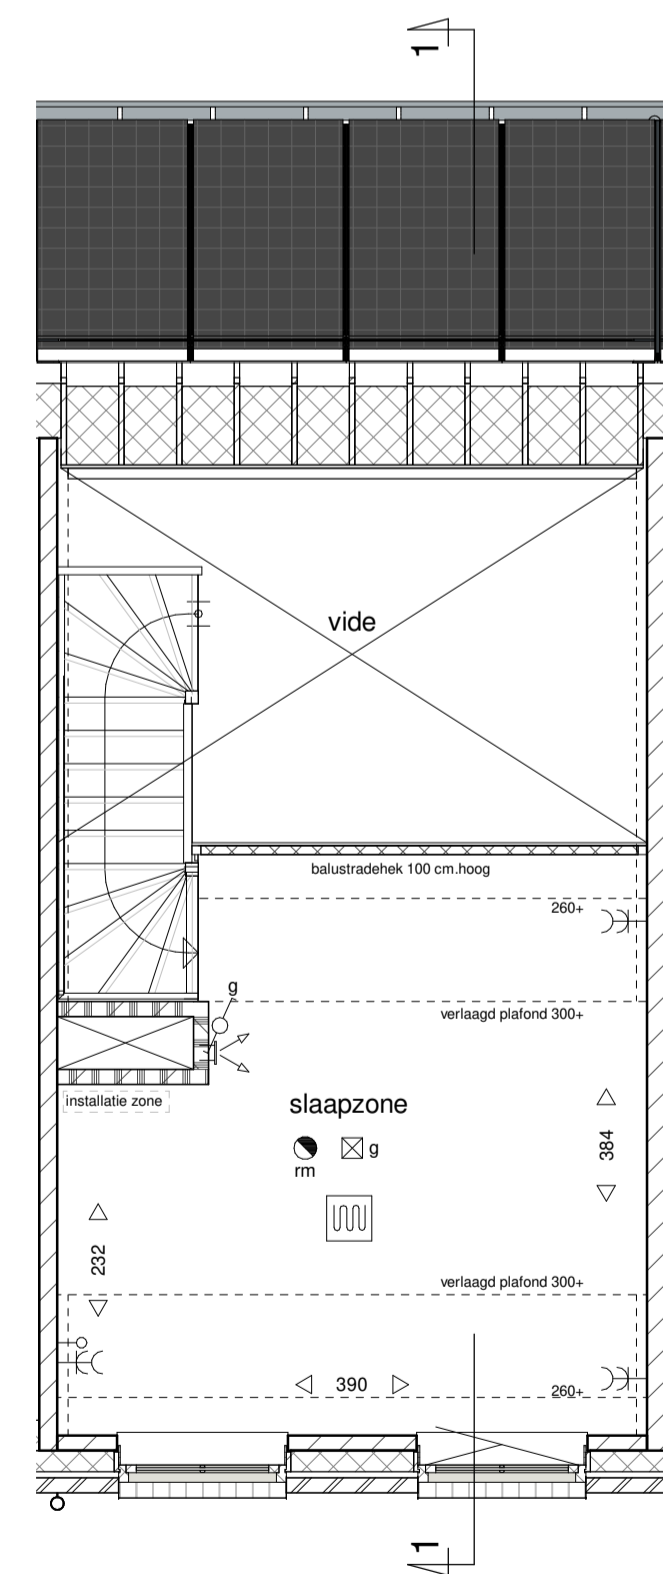 1
vide
balustradehek 100 cm.hoog
260+
verlaagd plafond 300+
g
installatie zone
slaapzone
rm
g
384
232
verlaagd plafond 300+
390
260+
1